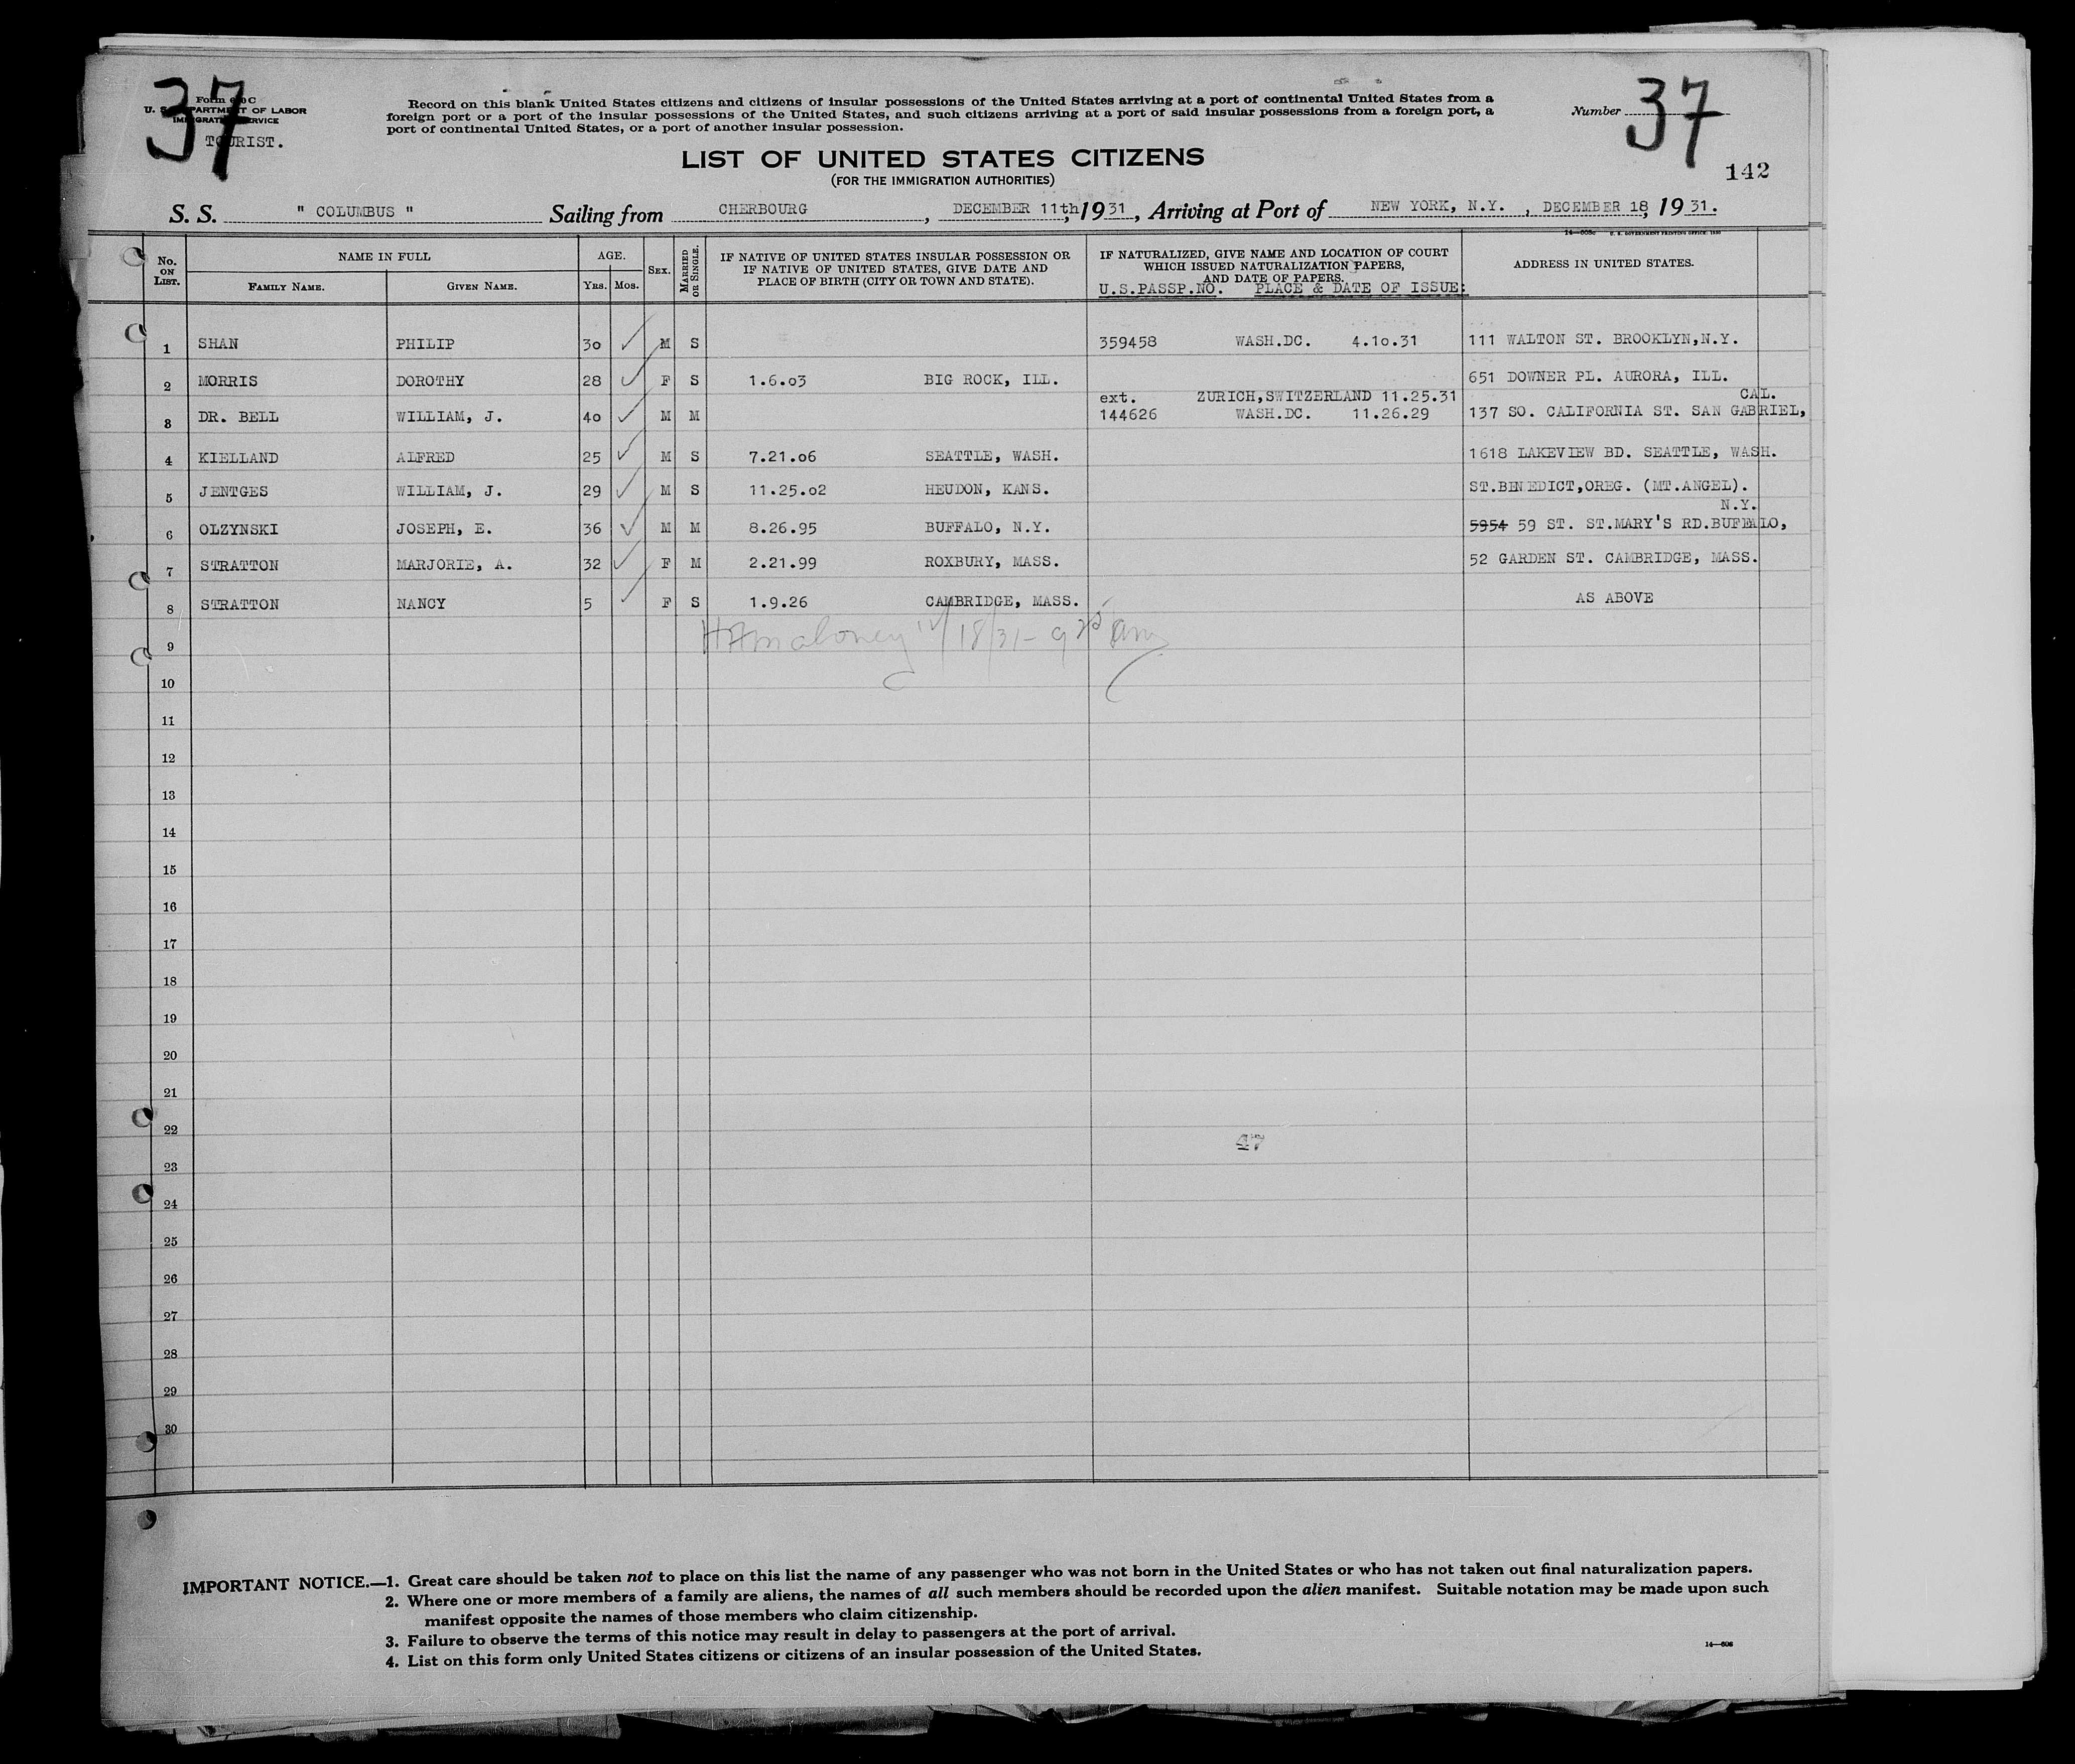 37
Form 630 C
U. S. DEPARTMENT OF LABOR
IMMIGRATION SERVICE
TOURIST.
Record on this blank United States citizens and citizens of insular possessions of the United States arriving at a port of continental United States from a
foreign port or a port of the insular possessions of the United States, and such citizens arriving at a port of said insular possessions from a foreign port, a
port of continental United States, or a port of another insular possession.
Number 37
LIST OF UNITED STATES CITIZENS
(FOR THE IMMIGRATION AUTHORITIES)
142
S. S. " COLUMBUS " Sailing from CHERBOURG , DECEMBER 11th, 1931, Arriving at Port of NEW YORK, N.Y. , DECEMBER 18, 1931.
No. ON LIST. NAME IN FULL FAMILY NAME. GIVEN NAME. AGE. YRS. MOS. SEX. MARRIED OR SINGLE. IF NATIVE OF UNITED STATES INSULAR POSSESSION OR IF NATIVE OF UNITED STATES, GIVE DATE AND PLACE OF BIRTH (CITY OR TOWN AND STATE). IF NATURALIZED, GIVE NAME AND LOCATION OF COURT WHICH ISSUED NATURALIZATION PAPERS, AND DATE OF PAPERS. ADDRESS IN UNITED STATES.
U.S.PASSP.NO. PLACE & DATE OF ISSUE:
1 SHAN PHILIP 30 M S 359458 WASH.DC. 4.10.31 111 WALTON ST. BROOKLYN,N.Y.
2 MORRIS DOROTHY 28 F S 1.6.03 BIG ROCK, ILL. 651 DOWNER PL. AURORA, ILL.
ext. ZURICH,SWITZERLAND 11.25.31 CAL.
3 DR. BELL WILLIAM, J. 40 M M 144626 WASH.DC. 11.26.29 137 SO. CALIFORNIA ST. SAN GABRIEL,
4 KIELLAND ALFRED 25 M S 7.21.06 SEATTLE, WASH. 1618 LAKEVIEW BD. SEATTLE, WASH.
5 JENTGES WILLIAM, J. 29 M S 11.25.02 HEUDON, KANS. ST.BENEDICT,OREG. (MT.ANGEL).
N.Y.
6 OLZYNSKI JOSEPH, E. 36 M M 8.26.95 BUFFALO, N.Y. 5954 59 ST. ST.MARY'S RD.BUFFALO,
7 STRATTON MARJORIE, A. 32 F M 2.21.99 ROXBURY, MASS. 52 GARDEN ST. CAMBRIDGE, MASS.
8 STRATTON NANCY 5 F S 1.9.26 CAMBRIDGE, MASS. AS ABOVE
9 HAMahoney 12/18/31 - 9 25 am
10
11
12
13
14
15
16
17
18
19
20
21
22 47
23
24
25
26
27
28
29
30
IMPORTANT NOTICE.—1. Great care should be taken not to place on this list the name of any passenger who was not born in the United States or who has not taken out final naturalization papers.
2. Where one or more members of a family are aliens, the names of all such members should be recorded upon the alien manifest. Suitable notation may be made upon such
manifest opposite the names of those members who claim citizenship.
3. Failure to observe the terms of this notice may result in delay to passengers at the port of arrival.
4. List on this form only United States citizens or citizens of an insular possession of the United States.